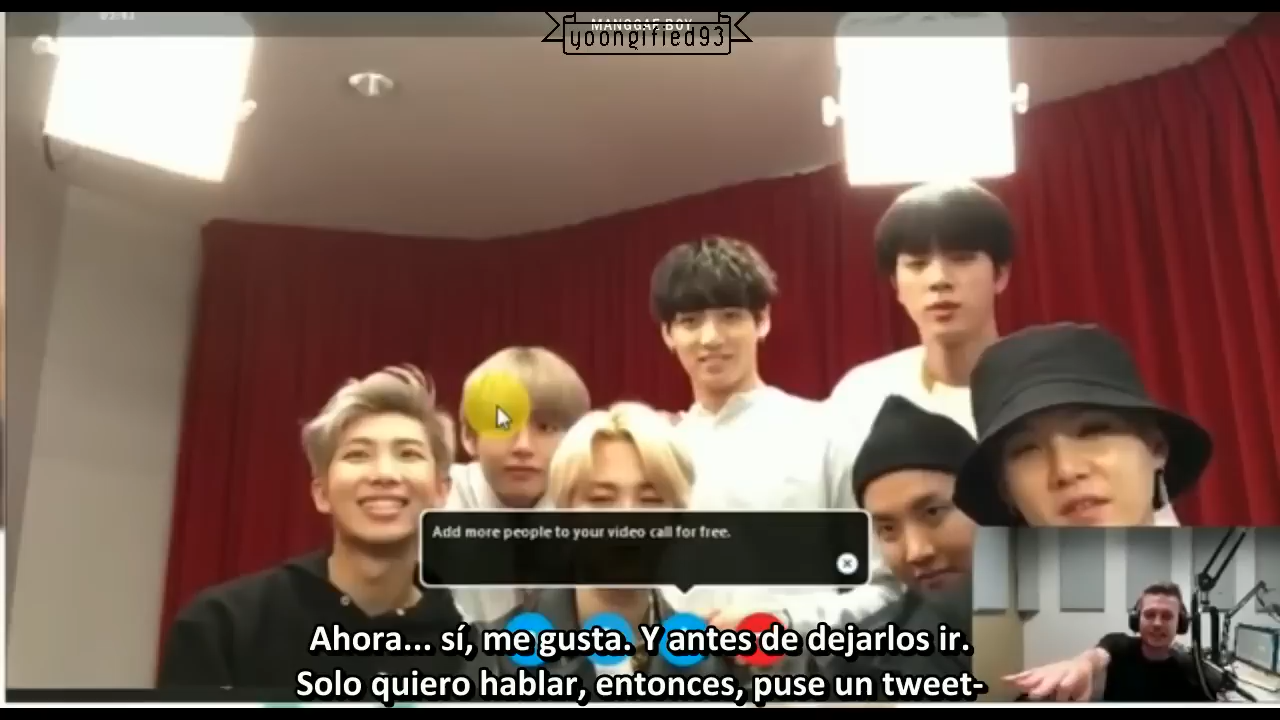 MANGGAE BOY
yoongified93
Add more people to your video call for free.
Ahora... sí, me gusta. Y antes de dejarlos ir.
Solo quiero hablar, entonces, puse un tweet-